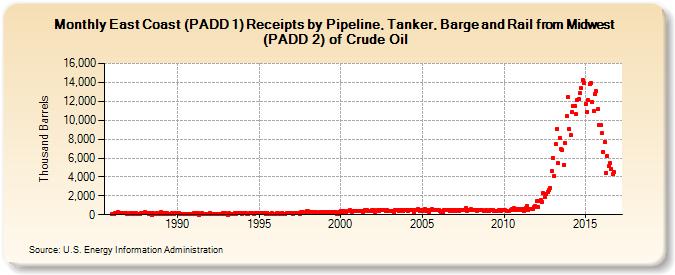 Monthly East Coast (PADD 1) Receipts by Pipeline, Tanker, Barge and Rail from Midwest
(PADD 2) of Crude Oil
Thousand Barrels
16,000
14,000
12,000
10,000
8,000
6,000
4,000
2,000
0
1990 1995 2000 2005 2010 2015
Source: U.S. Energy Information Administration